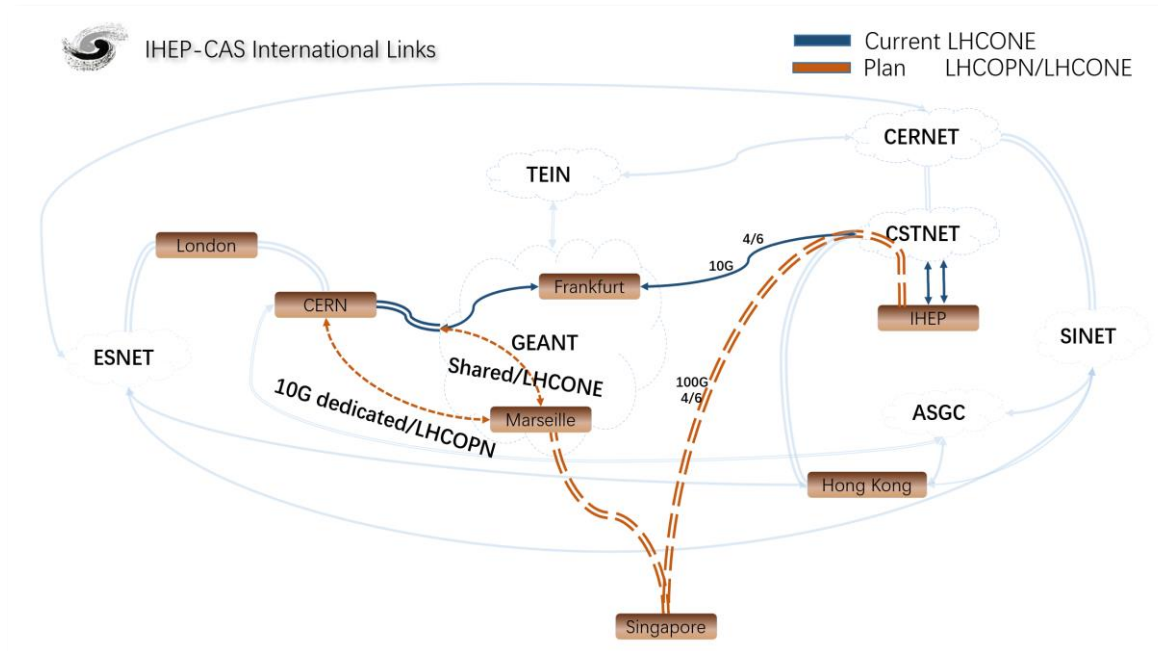 IHEP-CAS International Links
Current LHCONE
Plan LHCOPN/LHCONE
CERNET
TEIN
CSTNET
London
4/6
10G
Frankfurt
CERN
IHEP
ESNET
GEANT
SINET
Shared/LHCONE
100G
4/6
10G dedicated/LHCOPN
Marseille
ASGC
Hong Kong
Singapore